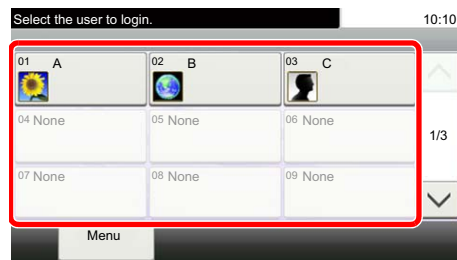 Select the user to login. 10:10
01 A 02 B 03 C
04 None 05 None 06 None
1/3
07 None 08 None 09 None
Menu